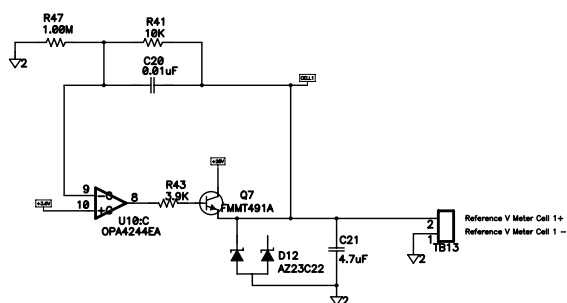 R47
1.00M
R41
10K
C20
0.01uF
CELL1
2
R43
3.9K
Q7
FMMT491A
9
10
8
U10:C
OPA4244EA
D12
AZ23C22
C21
4.7uF
2
1
TB13
Reference V Meter Cell 1+
Reference V Meter Cell 1 -
2
2